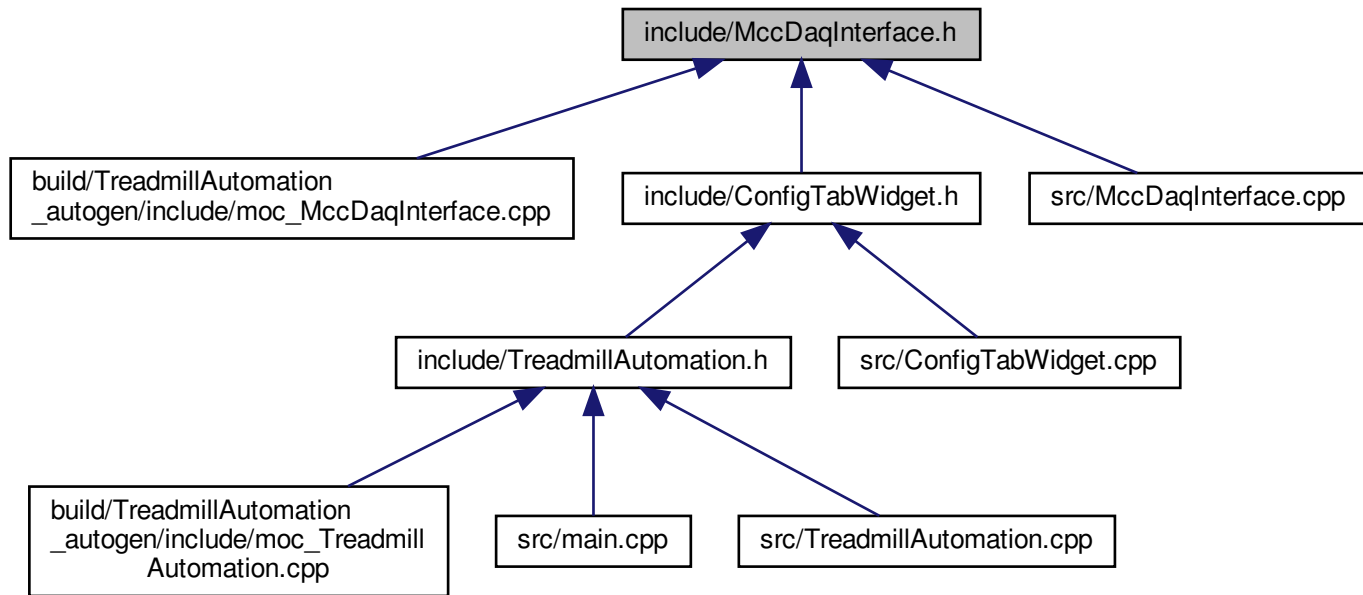 include/MccDaqInterface.h
build/TreadmillAutomation
_autogen/include/moc_MccDaqInterface.cpp
include/ConfigTabWidget.h
src/MccDaqInterface.cpp
include/TreadmillAutomation.h
src/ConfigTabWidget.cpp
build/TreadmillAutomation
_autogen/include/moc_Treadmill
Automation.cpp
src/main.cpp
src/TreadmillAutomation.cpp